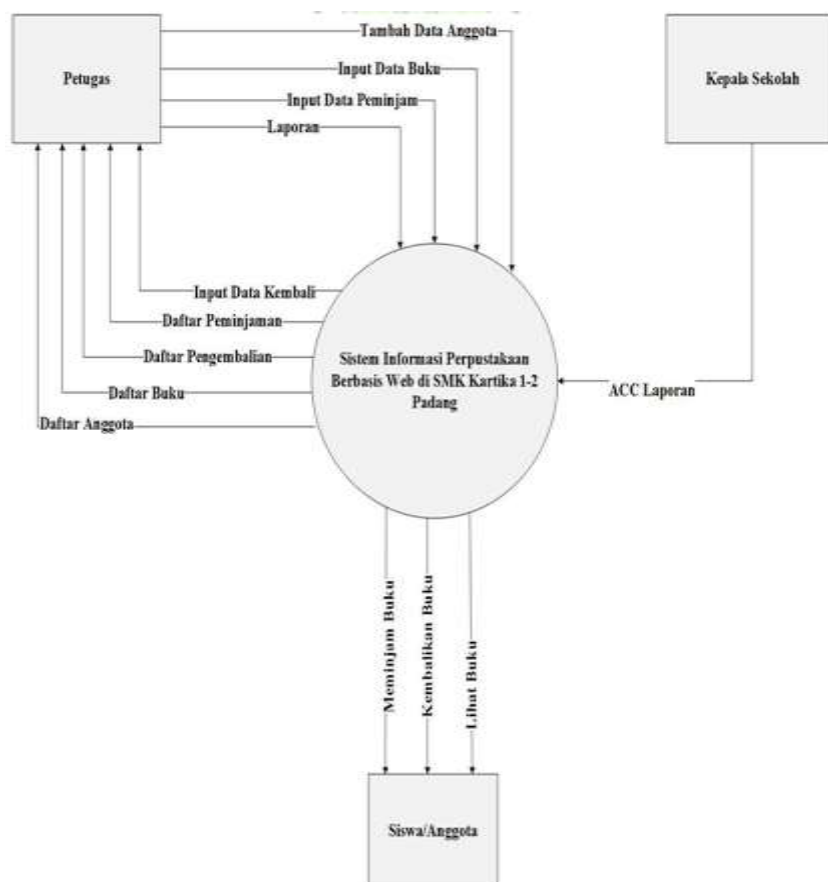 Petugas
Tambah Data Anggota
Input Data Buku
Input Data Peminjam
Laporan
Kepala Sekolah
Input Data Kembali
Daftar Peminjaman
Daftar Pengembalian
Daftar Buku
Daftar Anggota
Sistem Informasi Perpustakaan
Berbasis Web di SMK Kartika 1-2
Padang
ACC Laporan
Meminjam Buku
Kembalikan Buku
Lihat Buku
Siswa/Anggota